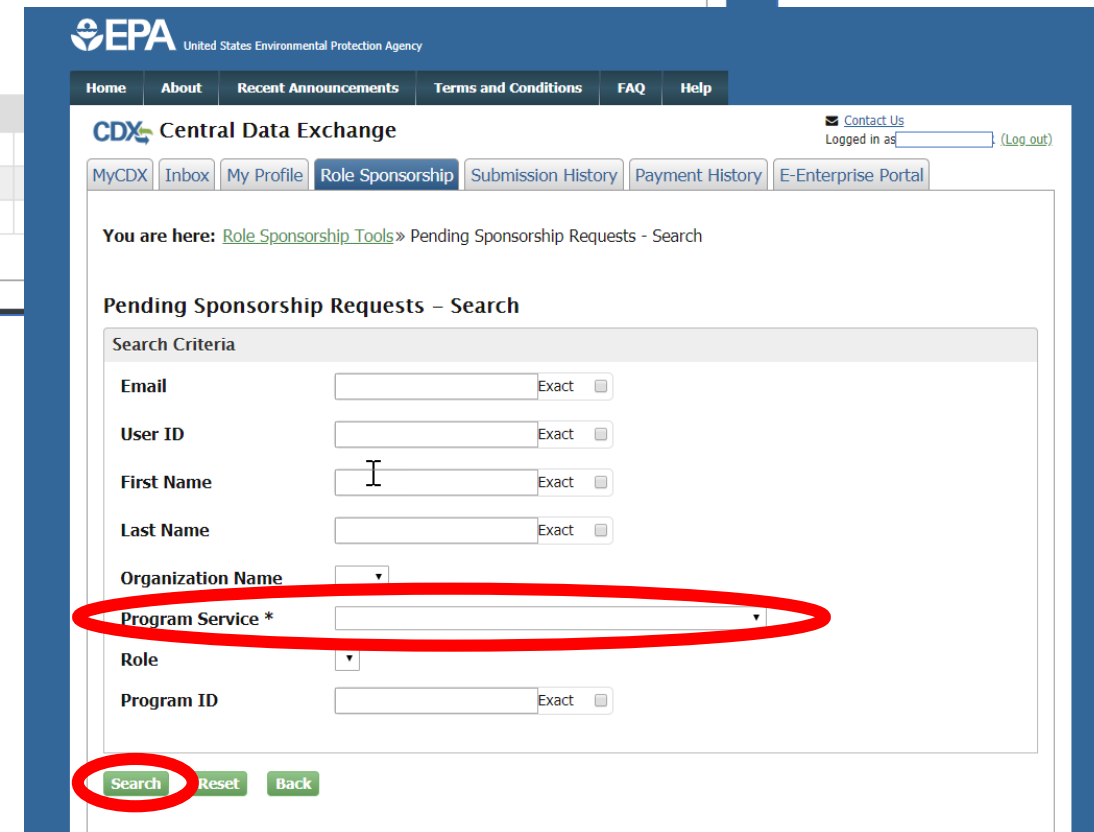 EPA United States Environmental Protection Agency
Home About Recent Announcements Terms and Conditions FAQ Help
CDX Central Data Exchange
Contact Us
Logged in as (Log out)
MyCDX Inbox My Profile Role Sponsorship Submission History Payment History E-Enterprise Portal
You are here: Role Sponsorship Tools» Pending Sponsorship Requests - Search
Pending Sponsorship Requests – Search
Search Criteria
Email Exact
User ID Exact
First Name Exact
Last Name Exact
Organization Name
Program Service *
Role
Program ID Exact
Search Reset Back